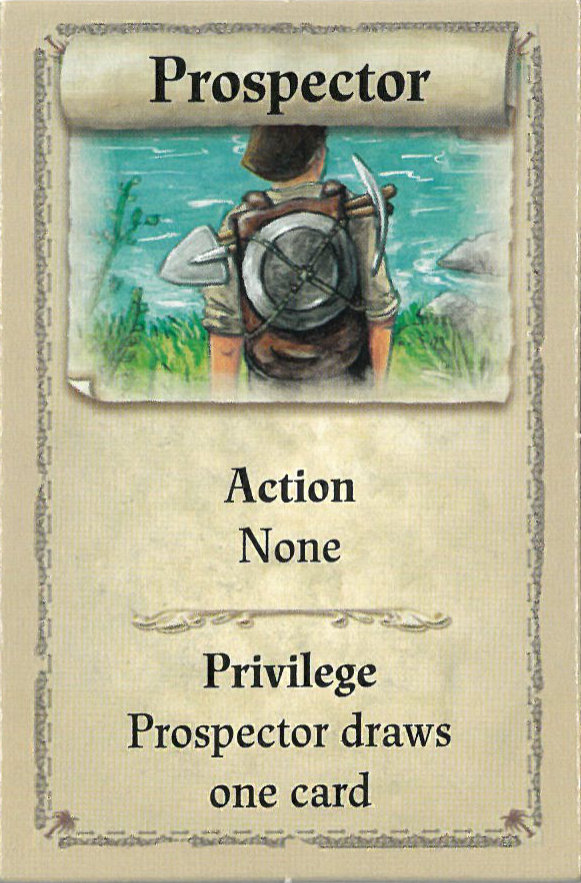 Prospector
Action
None
Privilege
Prospector draws
one card